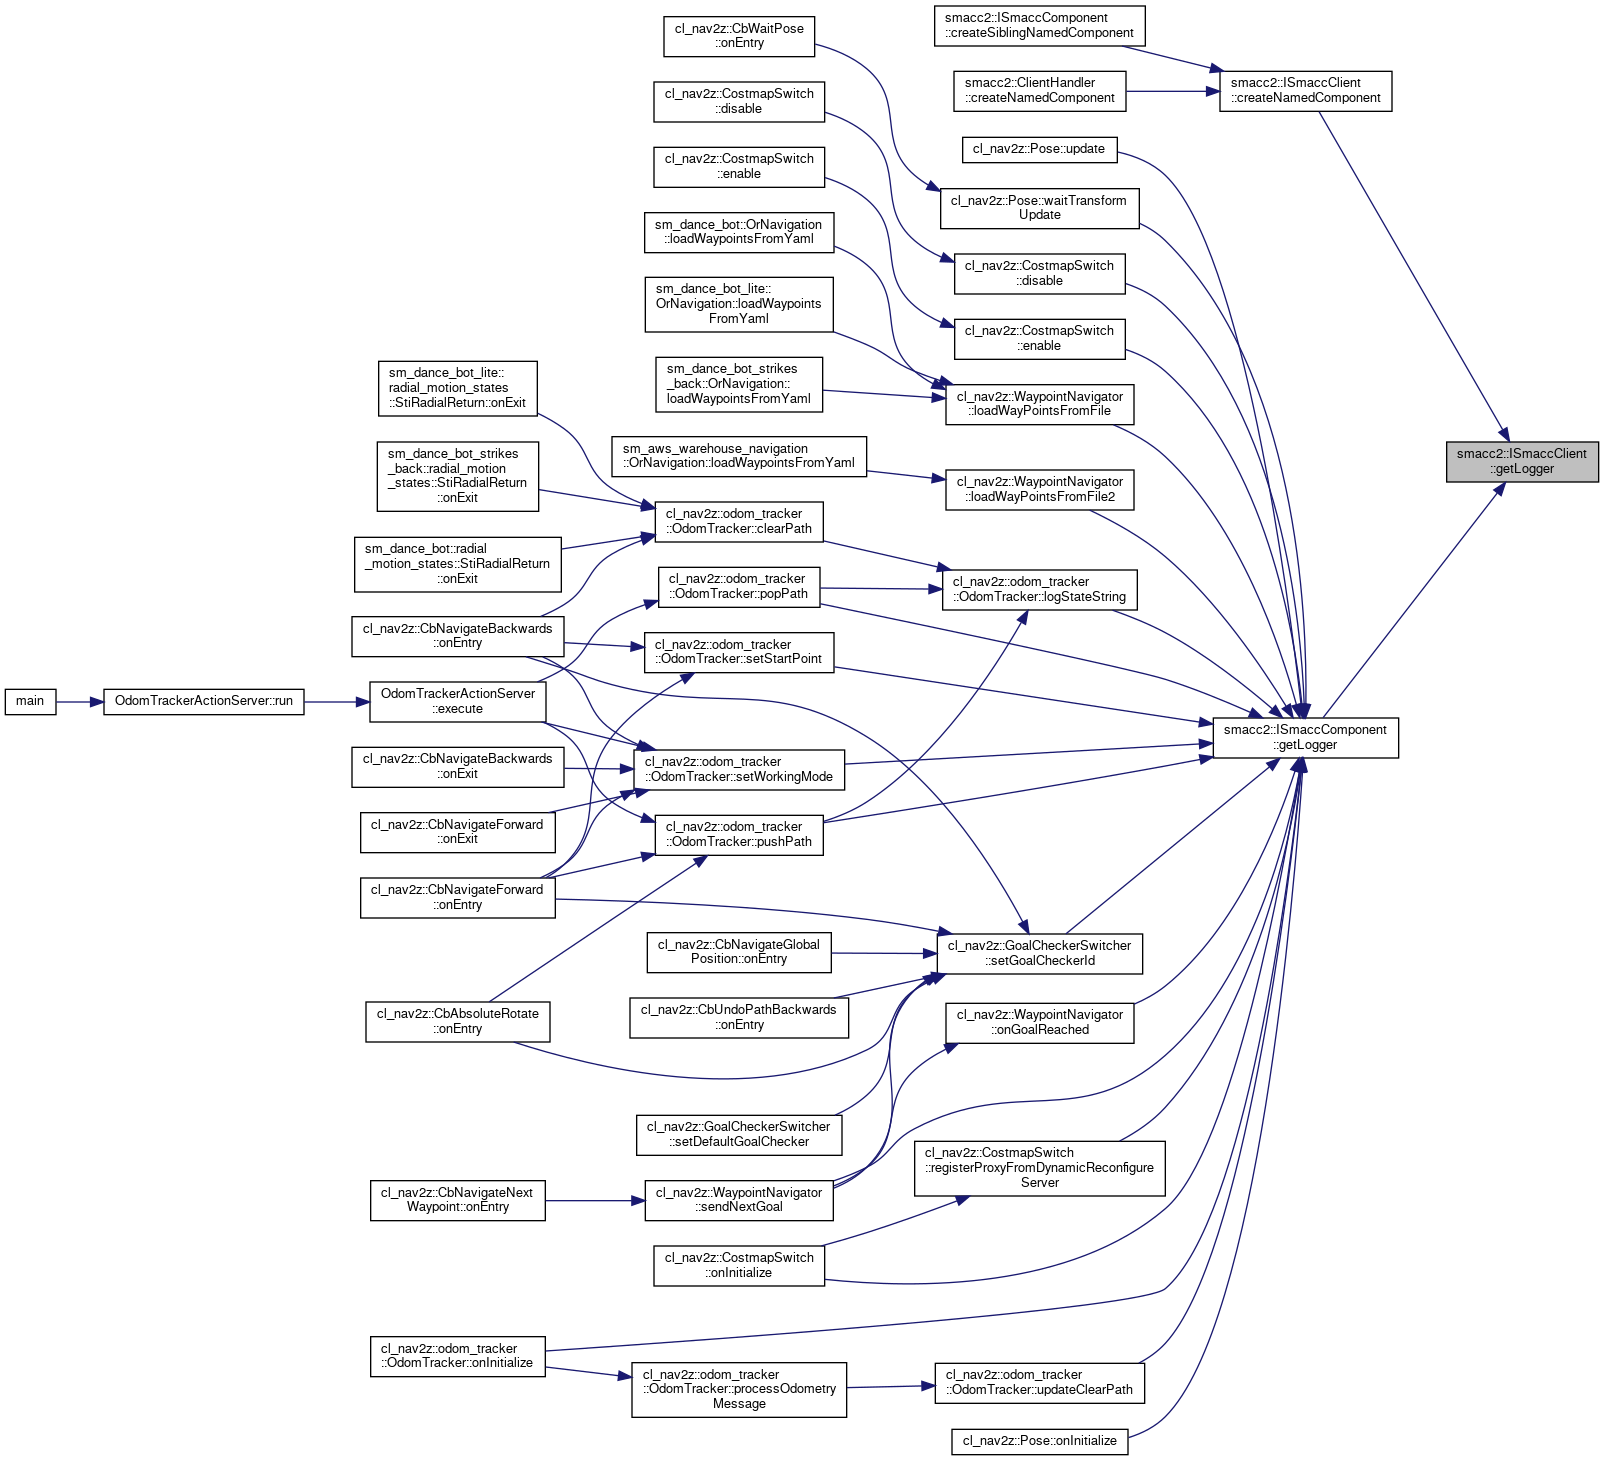 main
OdomTrackerActionServer::run
sm_dance_bot_lite::
radial_motion_states
::StiRadialReturn::onExit
sm_dance_bot_strikes
_back::radial_motion
_states::StiRadialReturn
::onExit
sm_dance_bot::radial
_motion_states::StiRadialReturn
::onExit
cl_nav2z::CbNavigateBackwards
::onEntry
OdomTrackerActionServer
::execute
cl_nav2z::CbNavigateBackwards
::onExit
cl_nav2z::CbNavigateForward
::onExit
cl_nav2z::CbNavigateForward
::onEntry
cl_nav2z::CbAbsoluteRotate
::onEntry
cl_nav2z::CbNavigateNext
Waypoint::onEntry
cl_nav2z::odom_tracker
::OdomTracker::onInitialize
cl_nav2z::CbWaitPose
::onEntry
cl_nav2z::CostmapSwitch
::disable
cl_nav2z::CostmapSwitch
::enable
sm_dance_bot::OrNavigation
::loadWaypointsFromYaml
sm_dance_bot_lite::
OrNavigation::loadWaypoints
FromYaml
sm_dance_bot_strikes
_back::OrNavigation::
loadWaypointsFromYaml
sm_aws_warehouse_navigation
::OrNavigation::loadWaypointsFromYaml
cl_nav2z::odom_tracker
::OdomTracker::clearPath
cl_nav2z::odom_tracker
::OdomTracker::popPath
cl_nav2z::odom_tracker
::OdomTracker::setStartPoint
cl_nav2z::odom_tracker
::OdomTracker::setWorkingMode
cl_nav2z::odom_tracker
::OdomTracker::pushPath
cl_nav2z::CbNavigateGlobal
Position::onEntry
cl_nav2z::CbUndoPathBackwards
::onEntry
cl_nav2z::GoalCheckerSwitcher
::setDefaultGoalChecker
cl_nav2z::WaypointNavigator
::sendNextGoal
cl_nav2z::CostmapSwitch
::onInitialize
cl_nav2z::odom_tracker
::OdomTracker::processOdometry
Message
smacc2::ISmaccComponent
::createSiblingNamedComponent
smacc2::ClientHandler
::createNamedComponent
cl_nav2z::Pose::update
cl_nav2z::Pose::waitTransform
Update
cl_nav2z::CostmapSwitch
::disable
cl_nav2z::CostmapSwitch
::enable
cl_nav2z::WaypointNavigator
::loadWayPointsFromFile
cl_nav2z::WaypointNavigator
::loadWayPointsFromFile2
cl_nav2z::odom_tracker
::OdomTracker::logStateString
cl_nav2z::GoalCheckerSwitcher
::setGoalCheckerId
cl_nav2z::WaypointNavigator
::onGoalReached
cl_nav2z::CostmapSwitch
::registerProxyFromDynamicReconfigure
Server
cl_nav2z::odom_tracker
::OdomTracker::updateClearPath
cl_nav2z::Pose::onInitialize
smacc2::ISmaccClient
::createNamedComponent
smacc2::ISmaccComponent
::getLogger
smacc2::ISmaccClient
::getLogger